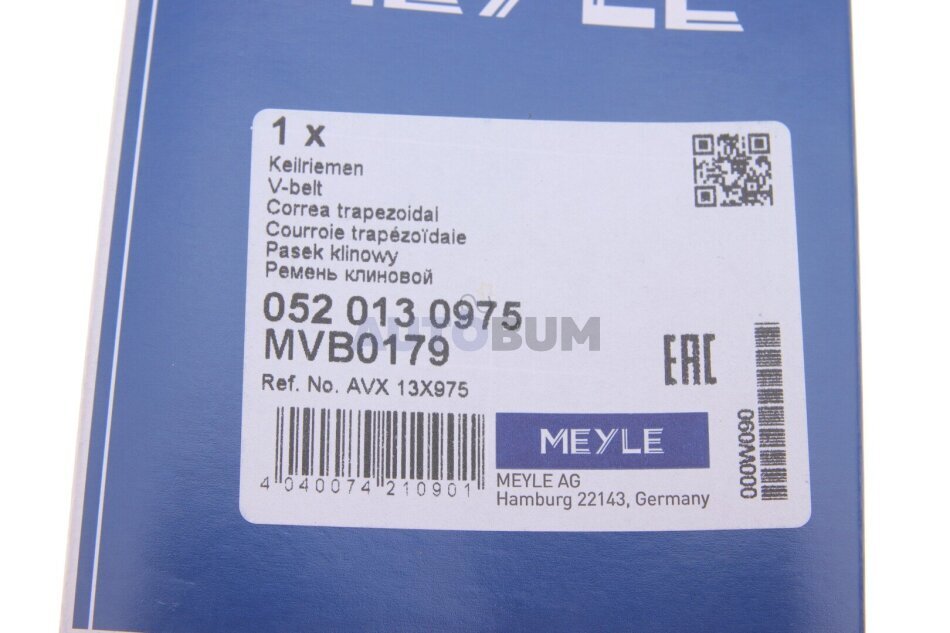 MEYLE
1 x
Keilriemen
V-belt
Correa trapezoidal
Courroie trapézoïdale
Pasek klinowy
Ремень клиновой
052 013 0975
AUTOBUM
MVB0179
EAC
Ref. No. AVX 13X975
4 040074 210901
MEYLE
MEYLE AG
Hamburg 22143, Germany
000W090